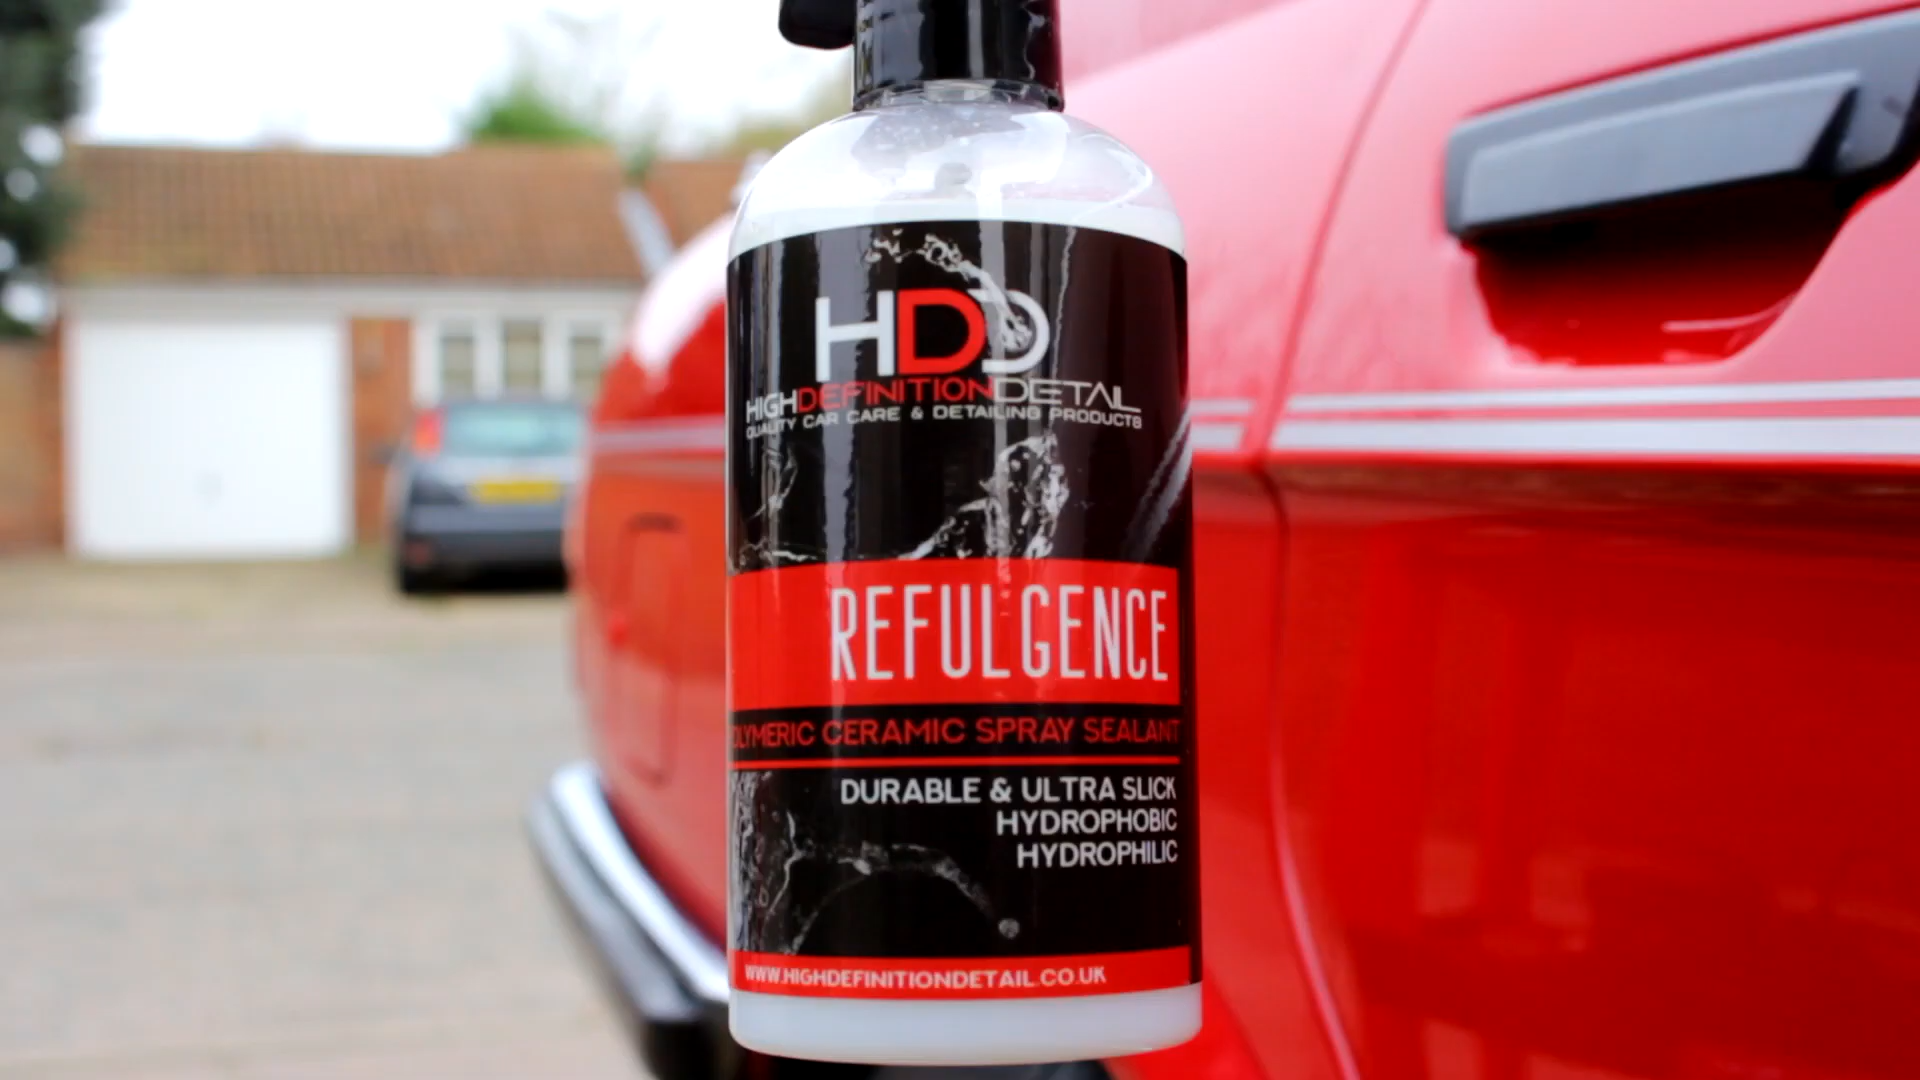 HDD
HIGHDEFINITIONDETAIL
QUALITY CAR CARE & DETAILING PRODUCTS
REFULGENCE
OLYMERIC CERAMIC SPRAY SEALANT
DURABLE & ULTRA SLICK
HYDROPHOBIC
HYDROPHILIC
WWW.HIGHDEFINITIONDETAIL.CO.UK